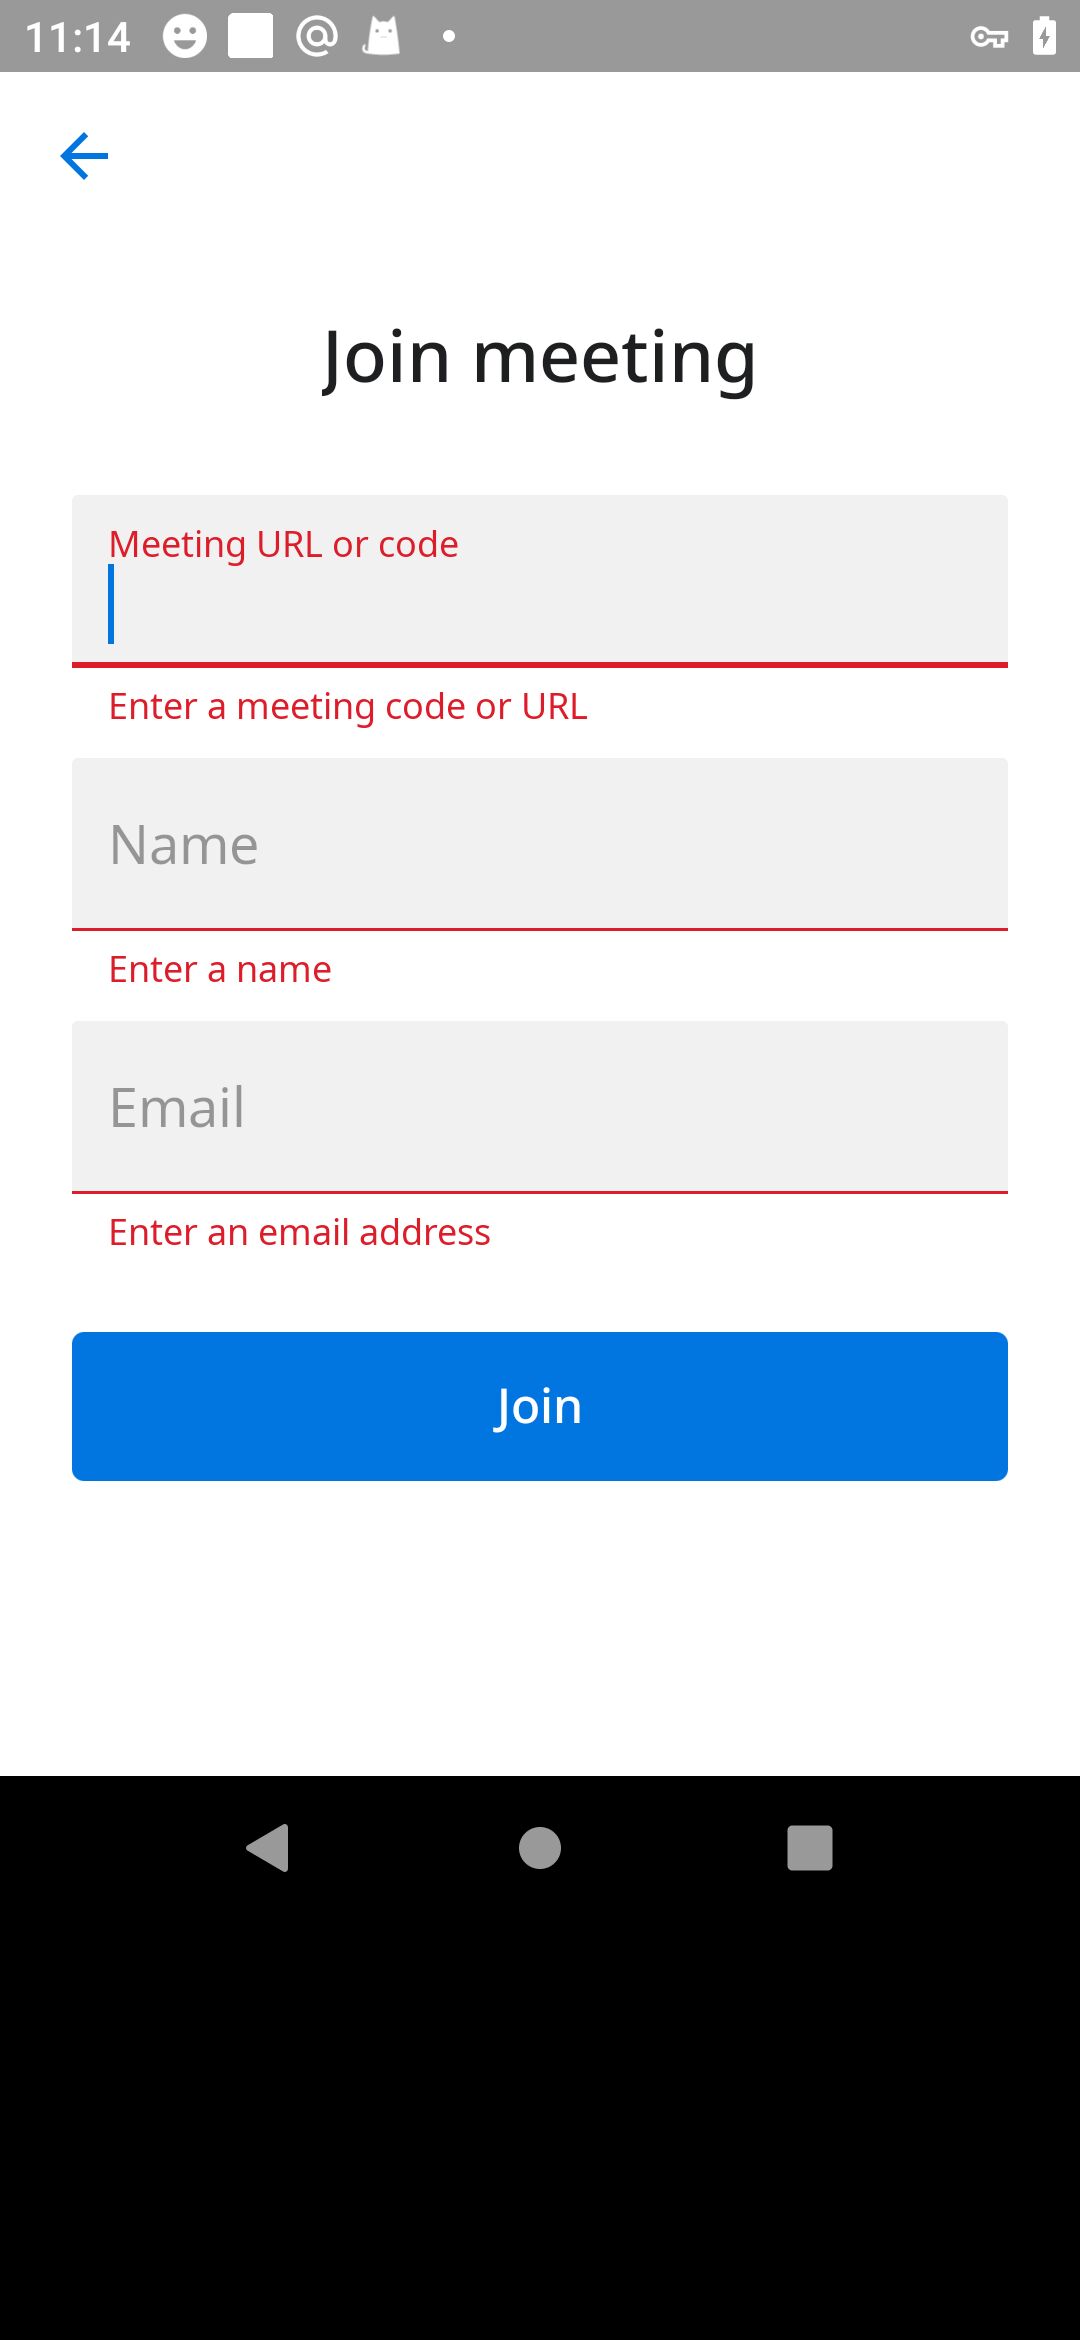 11:14
Join meeting
Meeting URL or code
Enter a meeting code or URL
Name
Enter a name
Email
Enter an email address
Join